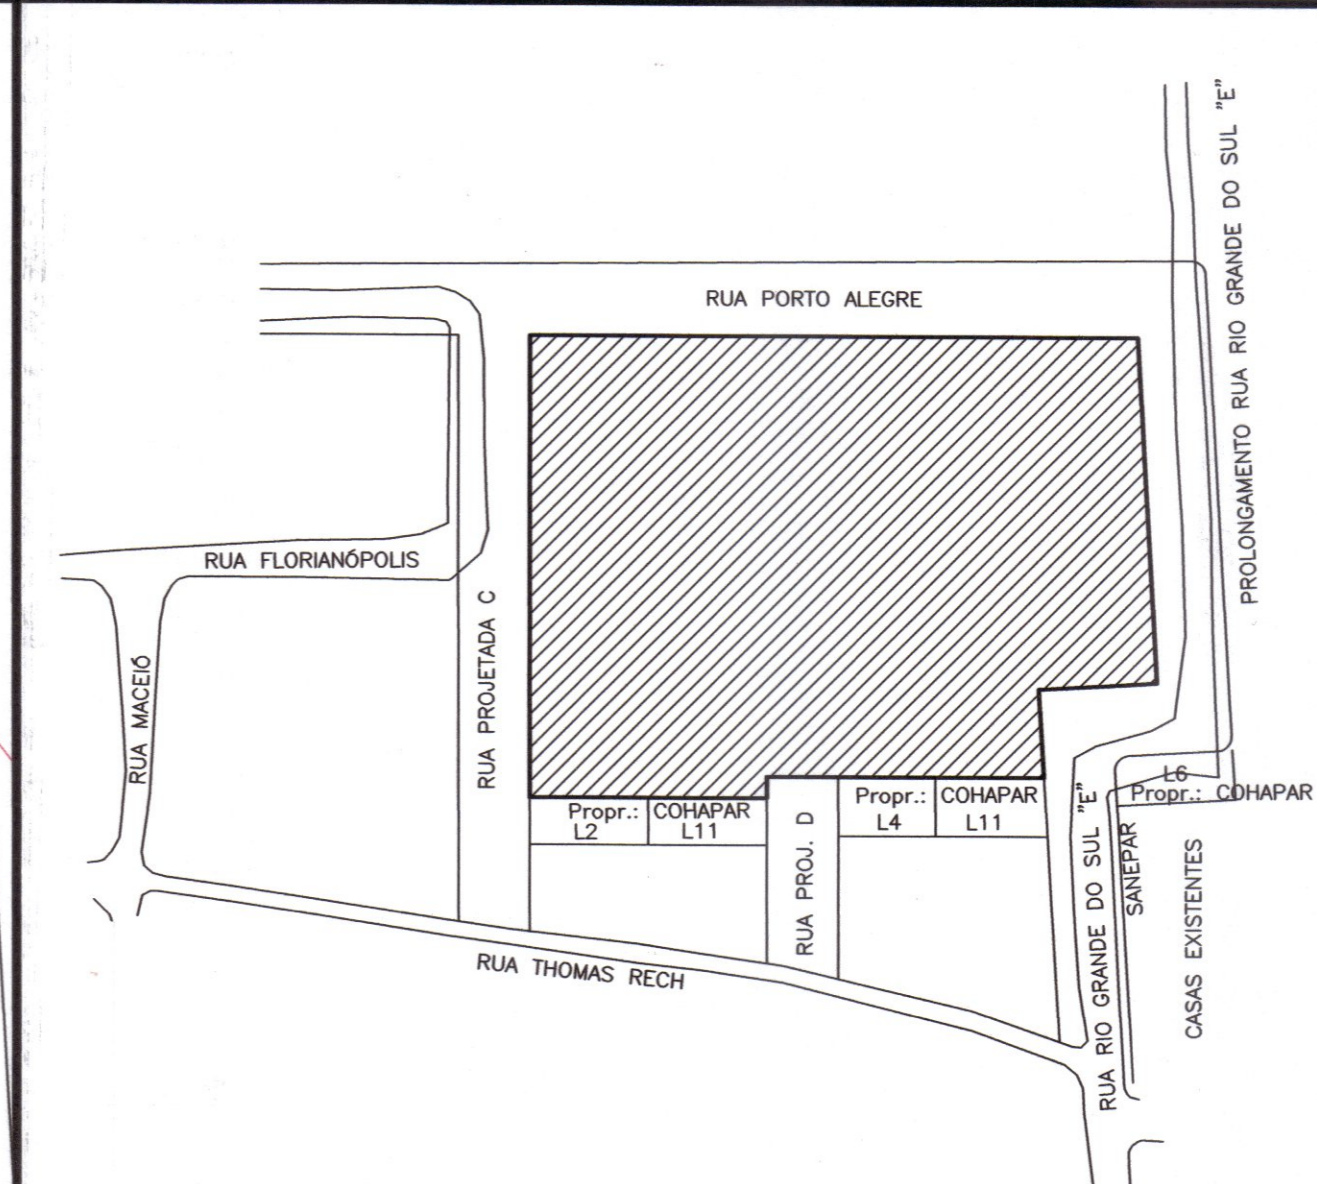 PROLONGAMENTO RUA RIO GRANDE DO SUL "E"
RUA PORTO ALEGRE
RUA FLORIANÓPOLIS
RUA PROJETADA C
RUA MACEIÓ
L6
Propr.: COHAPAR
Propr.: COHAPAR
L2 L11
Propr.: COHAPAR
L4 L11
RUA PROJ. D
RUA RIO GRANDE DO SUL "E"
SANEPAR
CASAS EXISTENTES
RUA THOMAS RECH